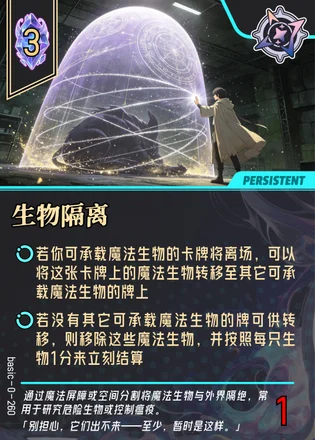 3
PERSISTENT
生物隔离
若你可承载魔法生物的卡牌将离场，可以
将这张卡牌上的魔法生物转移至其它可承
载魔法生物的牌上
若没有其它可承载魔法生物的牌可供转
移，则移除这些魔法生物，并按照每只生
物1分来立刻结算
basic-0-260
通过魔法屏障或空间分割将魔法生物与外界隔绝，常
用于研究危险生物或控制瘟疫。
「别担心，它们出不来——至少，暂时是这样。」
1